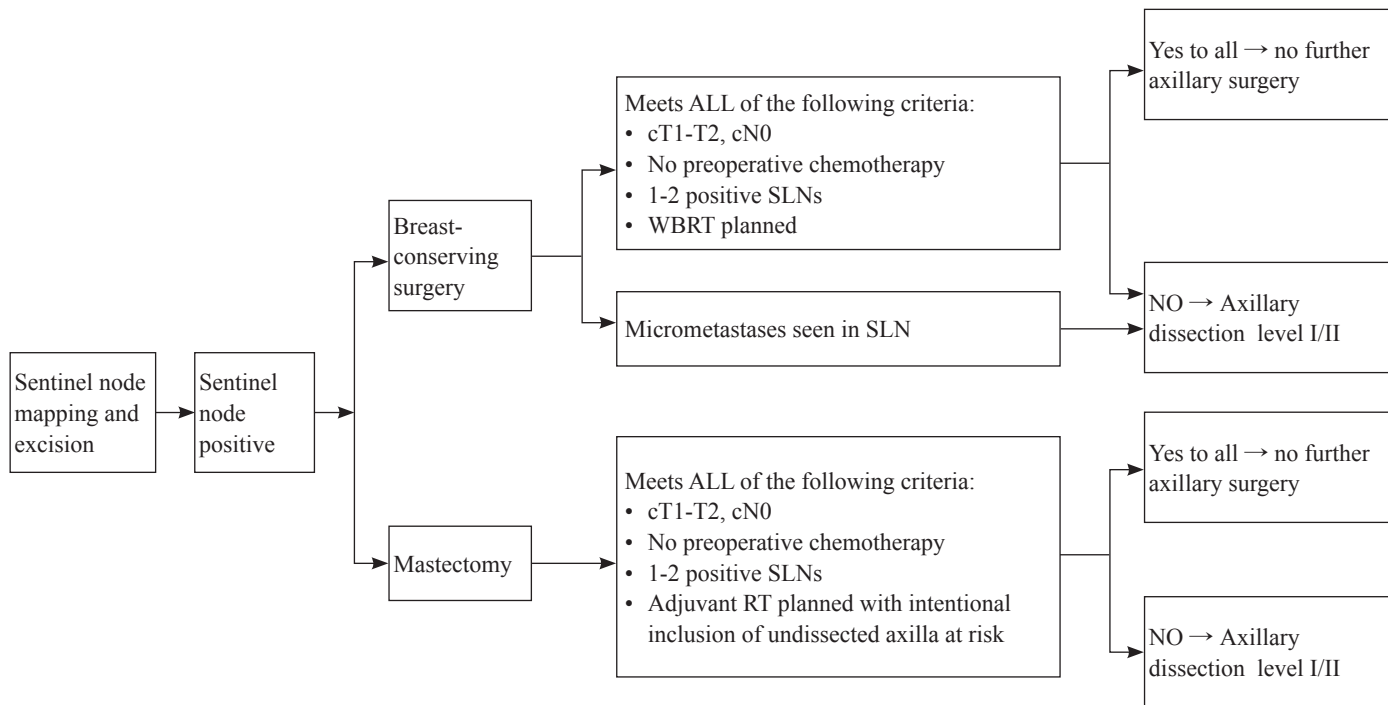 Sentinel node
mapping and
excision
Sentinel
node
positive
Breast-
conserving
surgery
Mastectomy
Meets ALL of the following criteria:
• cT1-T2, cN0
• No preoperative chemotherapy
• 1-2 positive SLNs
• WBRT planned
Micrometastases seen in SLN
Meets ALL of the following criteria:
• cT1-T2, cN0
• No preoperative chemotherapy
• 1-2 positive SLNs
• Adjuvant RT planned with intentional
inclusion of undissected axilla at risk
Yes to all → no further
axillary surgery
NO → Axillary
dissection level I/II
Yes to all → no further
axillary surgery
NO → Axillary
dissection level I/II